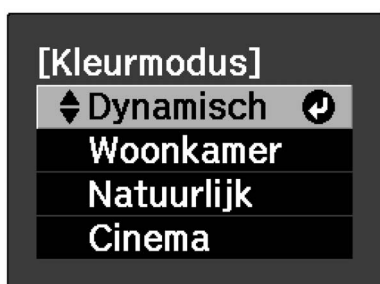 [Kleurmodus]
Dynamisch
Woonkamer
Natuurlijk
Cinema